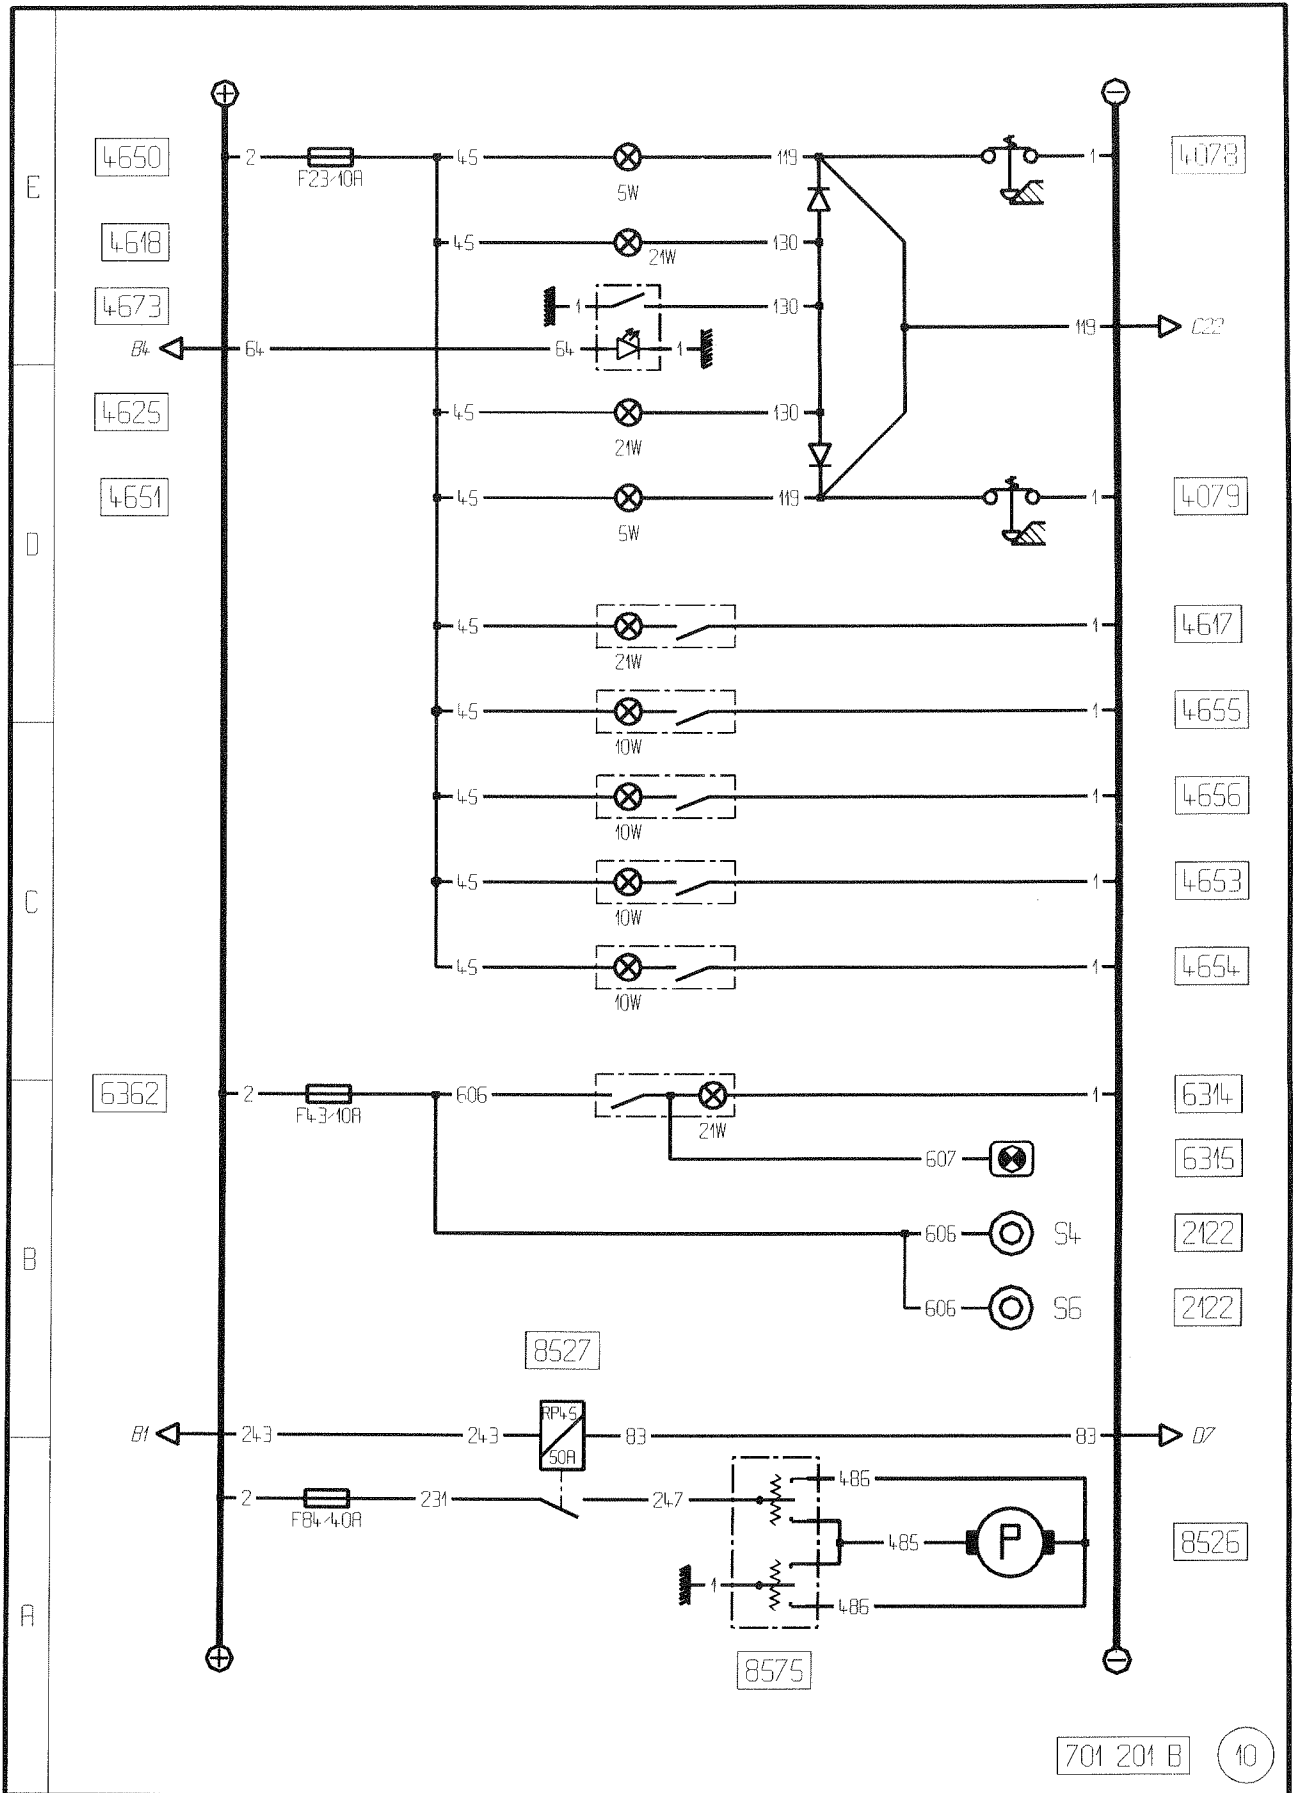 4650 2 F23/10A 45 5W 119 1 4078
E
4618 45 21W 130
4673 1 130
119 C22
B4 64 64 1
4625 45 21W 130
4651 45 5W 119 1 4079
D
45 21W 1 4617
45 10W 1 4655
45 10W 1 4656
C
45 10W 1 4653
45 10W 1 4654
6362 2 F43/10A 606 21W 1 6314
607 6315
606 S4 2122
B
606 S6 2122
8527
B1 243 243 RP45 50A 83 83 D7
486
2 F84/40A 231 247
485 P 8526
1
486
A
8575
701 201 B 10